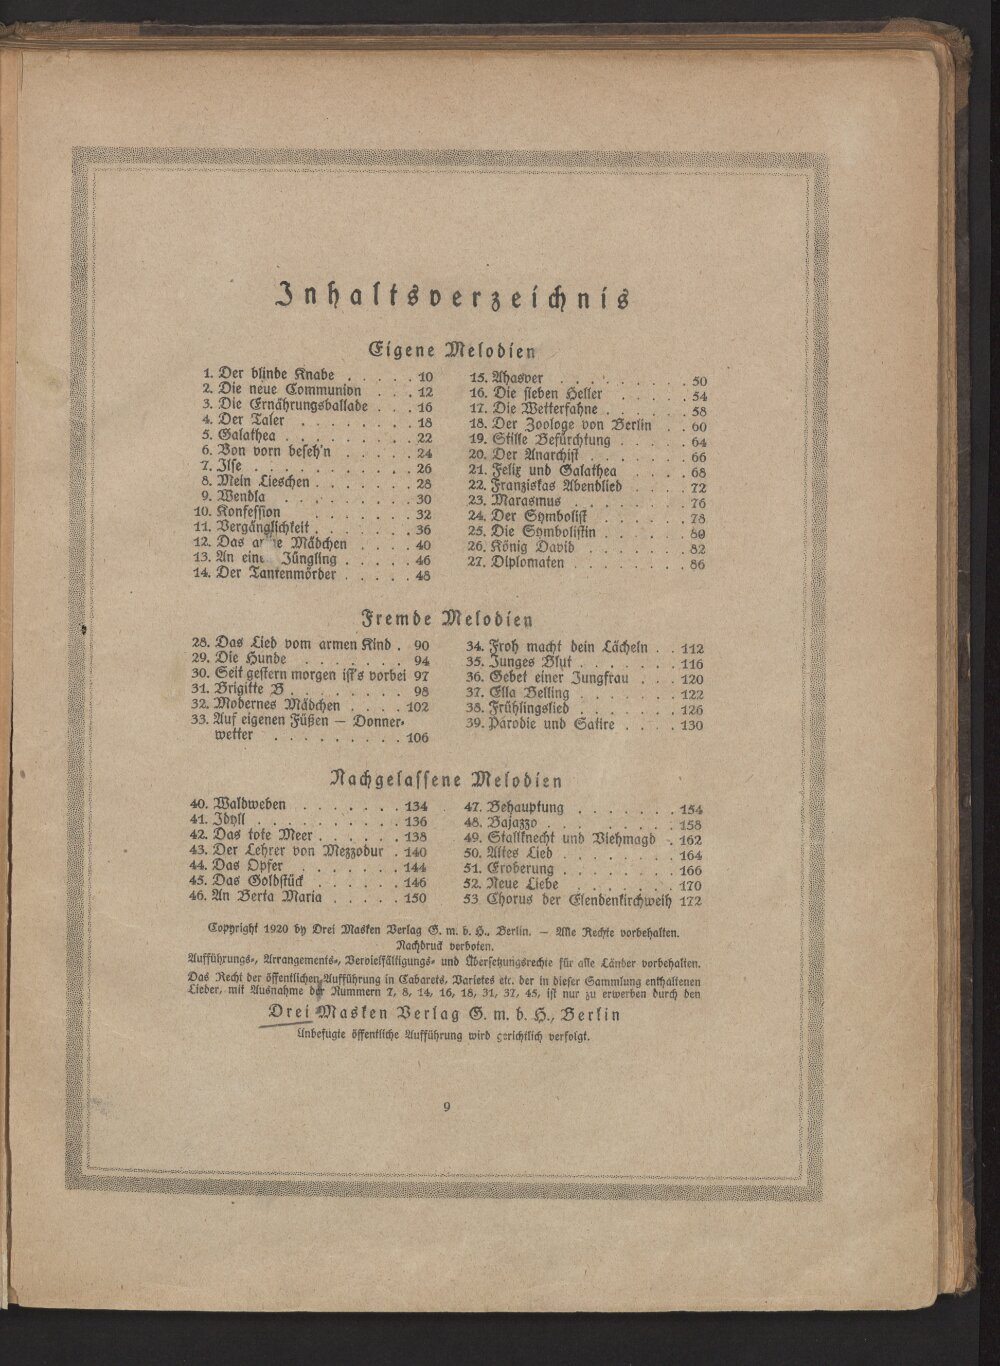 Inhaltsverzeichnis
Eigene Melodien
1. Der blinde Knabe . . . . . 10
2. Die neue Communion . . . 12
3. Die Ernährungsballade . . . 16
4. Der Taler . . . . . . . . 18
5. Galathea . . . . . . . . . 22
6. Von vorn beseh'n . . . . . 24
7. Ilse . . . . . . . . . . . 26
8. Mein Lieschen . . . . . . . 28
9. Wendla . . . . . . . . . 30
10. Konfession . . . . . . . 32
11. Vergänglichkeit . . . . . . . 36
12. Das arme Mädchen . . . . 40
13. An einen Jüngling . . . . . 46
14. Der Tantenmörder . . . . . 48
15. Ahasver . . . . . . . . . 50
16. Die sieben Heller . . . . . 54
17. Die Wetterfahne . . . . . . 58
18. Der Zoologe von Berlin . . 60
19. Stille Befürchtung . . . . . 64
20. Der Anarchist . . . . . . . 66
21. Felix und Galathea . . . . 68
22. Franziskas Abendlied . . . . 72
23. Marasmus . . . . . . . . 76
24. Der Symbolist . . . . . . 78
25. Die Symbolistin . . . . . . 80
26. König David . . . . . . . 82
27. Diplomaten . . . . . . . . 86
Fremde Melodien
28. Das Lied vom armen Kind . 90
29. Die Hunde . . . . . . . 94
30. Seit gestern morgen ist's vorbei 97
31. Brigitte B . . . . . . . . 98
32. Modernes Mädchen . . . . 102
33. Auf eigenen Füßen — Donner-
wetter . . . . . . . . . 106
34. Froh macht dein Lächeln . . 112
35. Junges Blut . . . . . . . 116
36. Gebet einer Jungfrau . . . 120
37. Ella Belling . . . . . . . 122
38. Frühlingslied . . . . . . . 126
39. Parodie und Satire . . . . 130
Nachgelassene Melodien
40. Waldweben . . . . . . . 134
41. Idyll . . . . . . . . . . 136
42. Das tote Meer . . . . . . 138
43. Der Lehrer von Mezzodur . 140
44. Das Opfer . . . . . . . 144
45. Das Goldstück . . . . . . 146
46. An Berta Maria . . . . . 150
47. Behauptung . . . . . . . 154
48. Bajazzo . . . . . . . . . 158
49. Stallknecht und Viehmagd . . 162
50. Altes Lied . . . . . . . . 164
51. Eroberung . . . . . . . . 166
52. Neue Liebe . . . . . . . 170
53 Chorus der Elendenkirchweih 172
Copyright 1920 by Drei Masken Verlag G. m. b. H., Berlin. — Alle Rechte vorbehalten.
Nachdruck verboten.
Aufführungs-, Arrangements-, Vervielfältigungs- und Übersetzungsrechte für alle Länder vorbehalten.
Das Recht der öffentlichen Aufführung in Cabarets, Varietes etc. der in dieser Sammlung enthaltenen
Lieder, mit Ausnahme der Nummern 7, 8, 14, 16, 18, 31, 37, 45, ist nur zu erwerben durch den
Drei Masken Verlag G. m. b. H., Berlin
Unbefugte öffentliche Aufführung wird gerichtlich verfolgt.
9